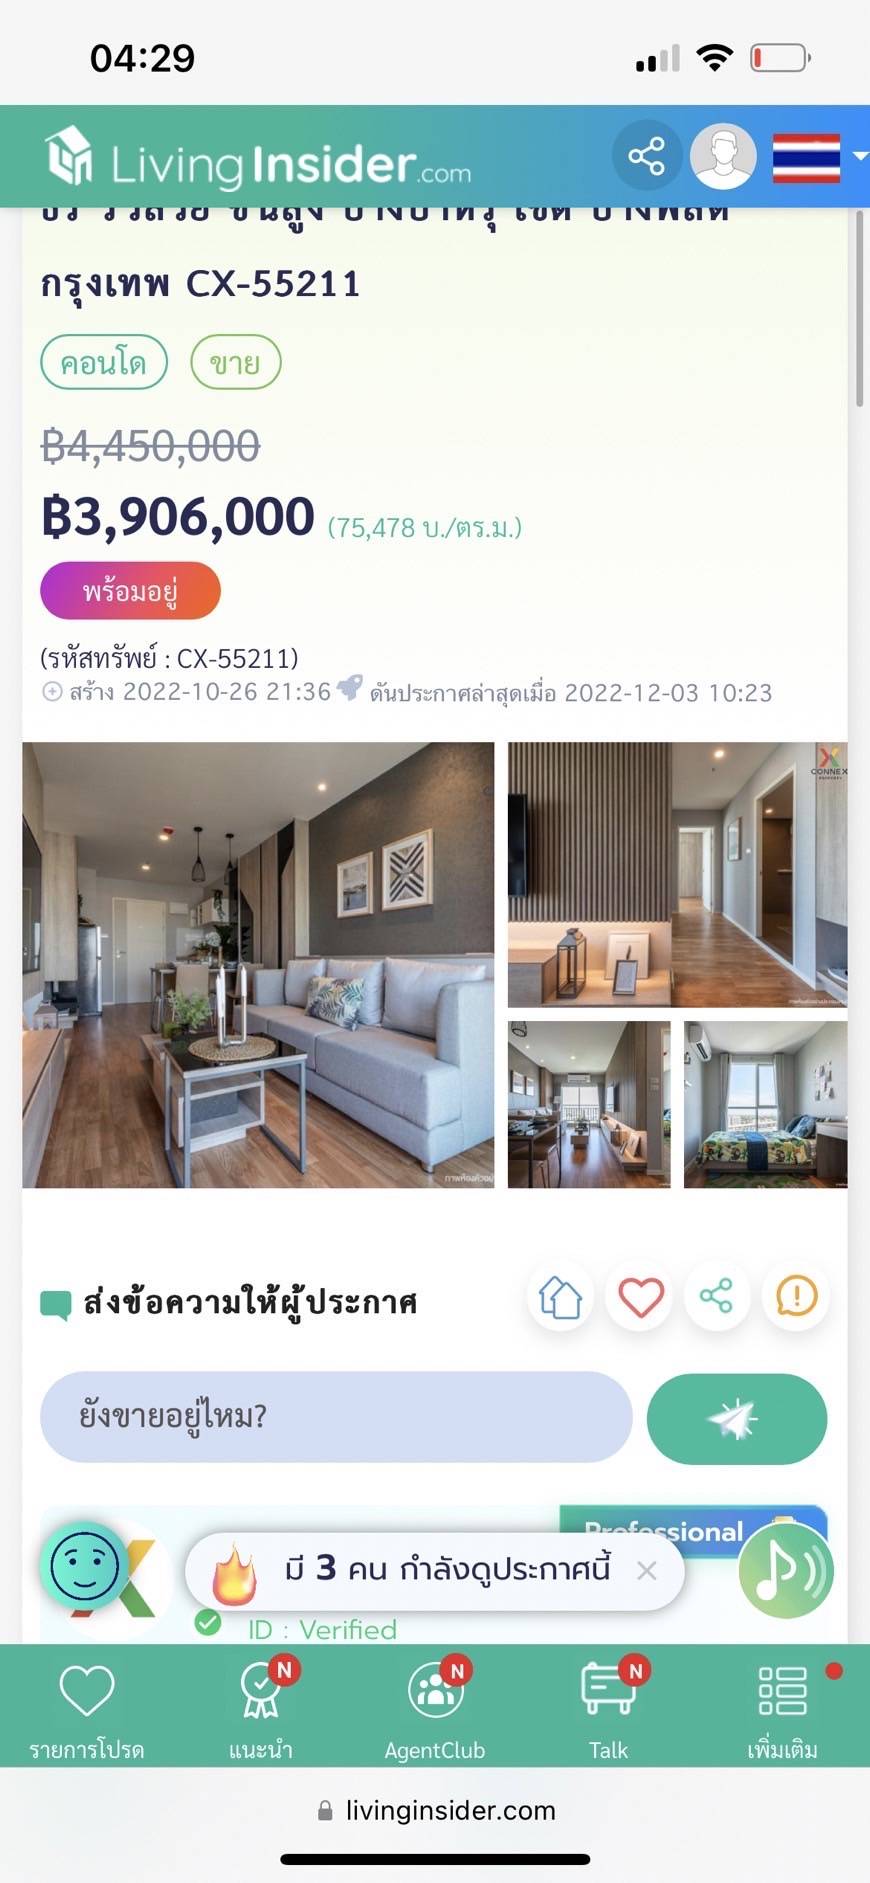 04:29
LivingInsider.com
กรุงเทพ CX-55211
คอนโด
ขาย
฿4,450,000
฿3,906,000 (75,478 บ./ตร.ม.)
พร้อมอยู่
(รหัสทรัพย์ : CX-55211)
สร้าง 2022-10-26 21:36 ดันประกาศล่าสุดเมื่อ 2022-12-03 10:23
CONNEX
PROPERTY
ส่งข้อความให้ผู้ประกาศ
ยังขายอยู่ไหม?
Professional
มี 3 คน กำลังดูประกาศนี้
ID : Verified
N
N
N
รายการโปรด
แนะนำ
AgentClub
Talk
เพิ่มเติม
livinginsider.com